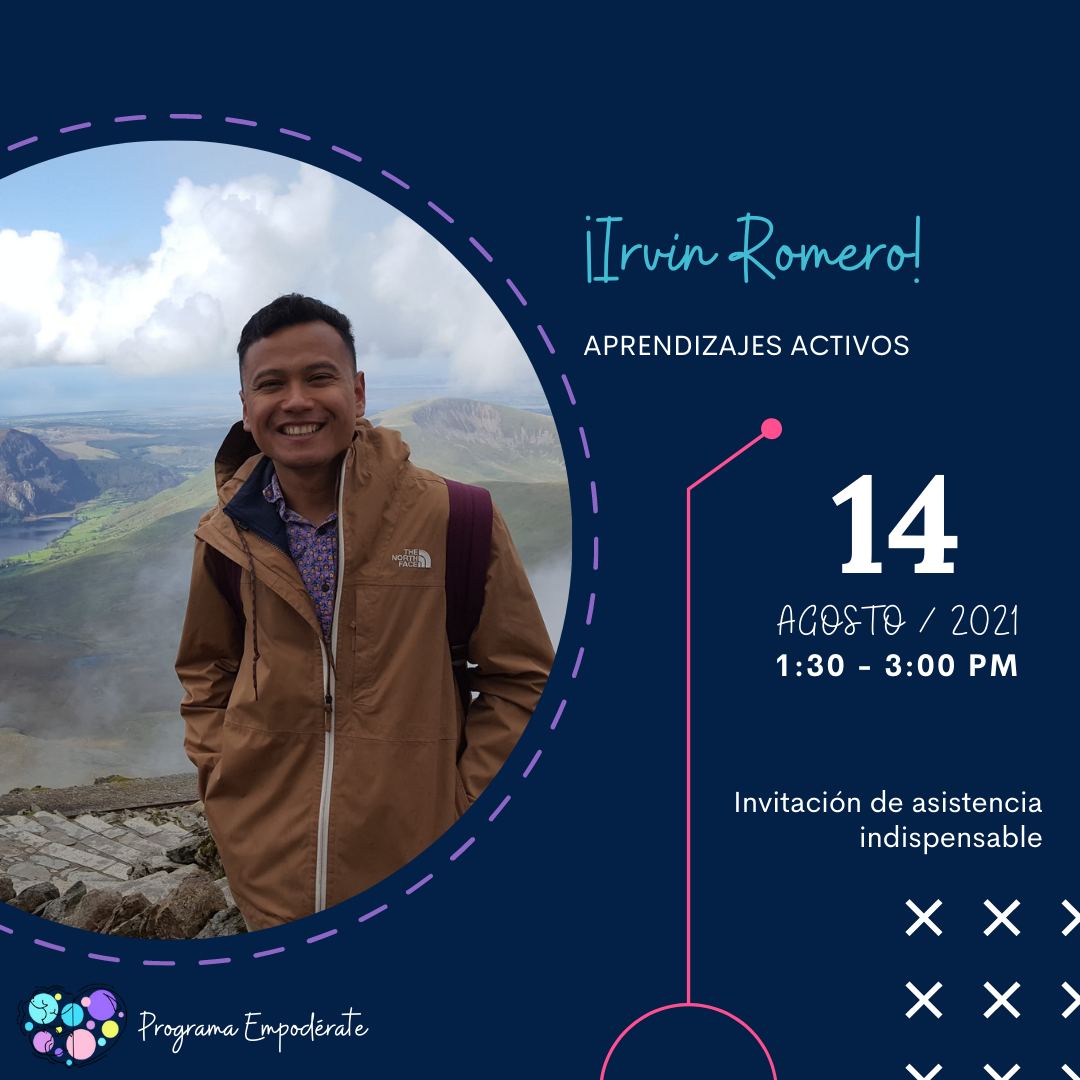 ¡Irvin Romero!
APRENDIZAJES ACTIVOS
THE
NORTH
FACE
14
AGOSTO / 2021
1:30 - 3:00 PM
Invitación de asistencia
indispensable
Programa Empodérate